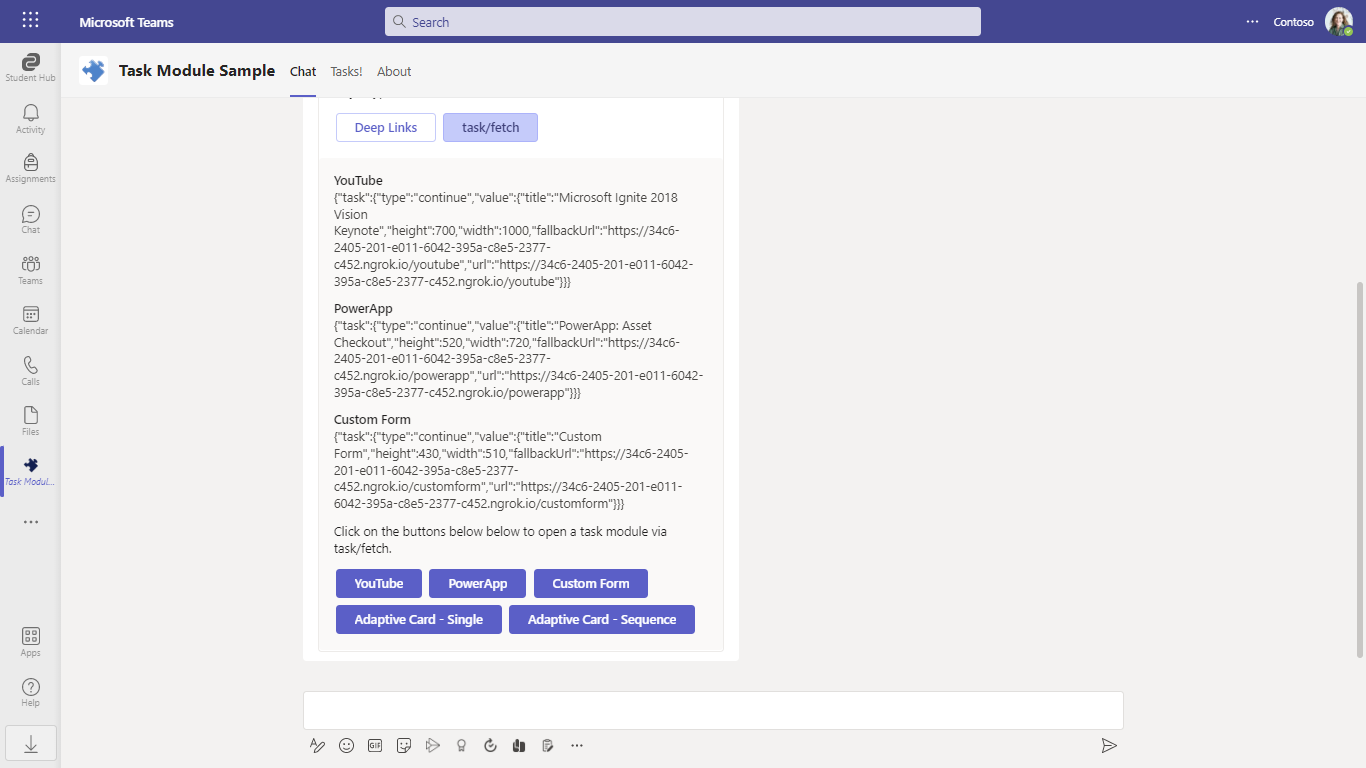 Microsoft Teams
Search
Contoso
Student Hub
Activity
Assignments
Chat
Teams
Calendar
Calls
Files
Task Modul...
Apps
Help
Task Module Sample
Chat
Tasks!
About
Deep Links
task/fetch
YouTube
{"task":{"type":"continue","value":{"title":"Microsoft Ignite 2018
Vision
Keynote","height":700,"width":1000,"fallbackUrl":"https://34c6-
2405-201-e011-6042-395a-c8e5-2377-
c452.ngrok.io/youtube","url":"https://34c6-2405-201-e011-6042-
395a-c8e5-2377-c452.ngrok.io/youtube"}}}
PowerApp
{"task":{"type":"continue","value":{"title":"PowerApp: Asset
Checkout","height":520,"width":720,"fallbackUrl":"https://34c6-
2405-201-e011-6042-395a-c8e5-2377-
c452.ngrok.io/powerapp","url":"https://34c6-2405-201-e011-6042-
395a-c8e5-2377-c452.ngrok.io/powerapp"}}}
Custom Form
{"task":{"type":"continue","value":{"title":"Custom
Form","height":430,"width":510,"fallbackUrl":"https://34c6-2405-
201-e011-6042-395a-c8e5-2377-
c452.ngrok.io/customform","url":"https://34c6-2405-201-e011-
6042-395a-c8e5-2377-c452.ngrok.io/customform"}}}
Click on the buttons below below to open a task module via
task/fetch.
YouTube
PowerApp
Custom Form
Adaptive Card - Single
Adaptive Card - Sequence
GIF